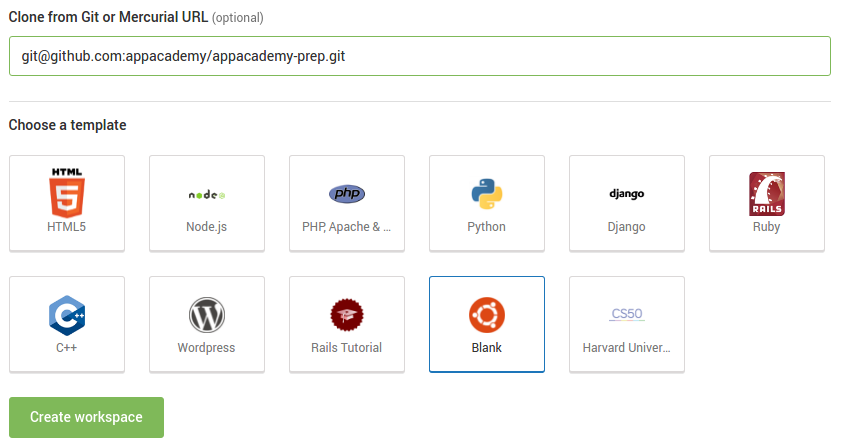 Clone from Git or Mercurial URL (optional)
git@github.com:appacademy/appacademy-prep.git
Choose a template
HTML
5
node
php
django
RAILS
HTML5
Node.js
PHP, Apache & ...
Python
Django
Ruby
C++
W
CS50
C++
Wordpress
Rails Tutorial
Blank
Harvard Univer...
Create workspace